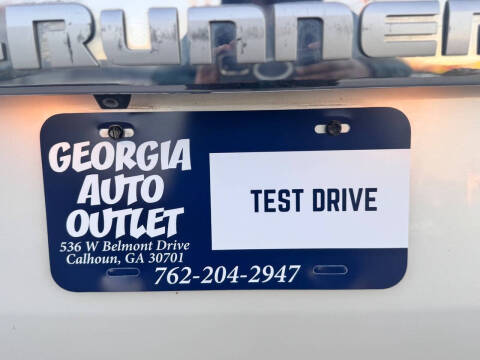 RUNNER
GEORGIA
AUTO
OUTLET
TEST DRIVE
536 W Belmont Drive
Calhoun, GA 30701
762-204-2947